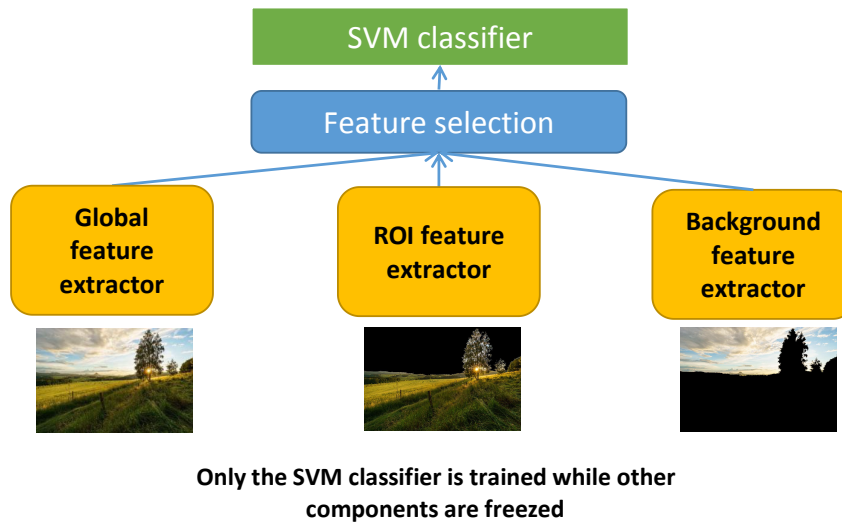 SVM classifier
Feature selection
Global
feature
extractor
ROI feature
extractor
Background
feature
extractor
Only the SVM classifier is trained while other
components are freezed